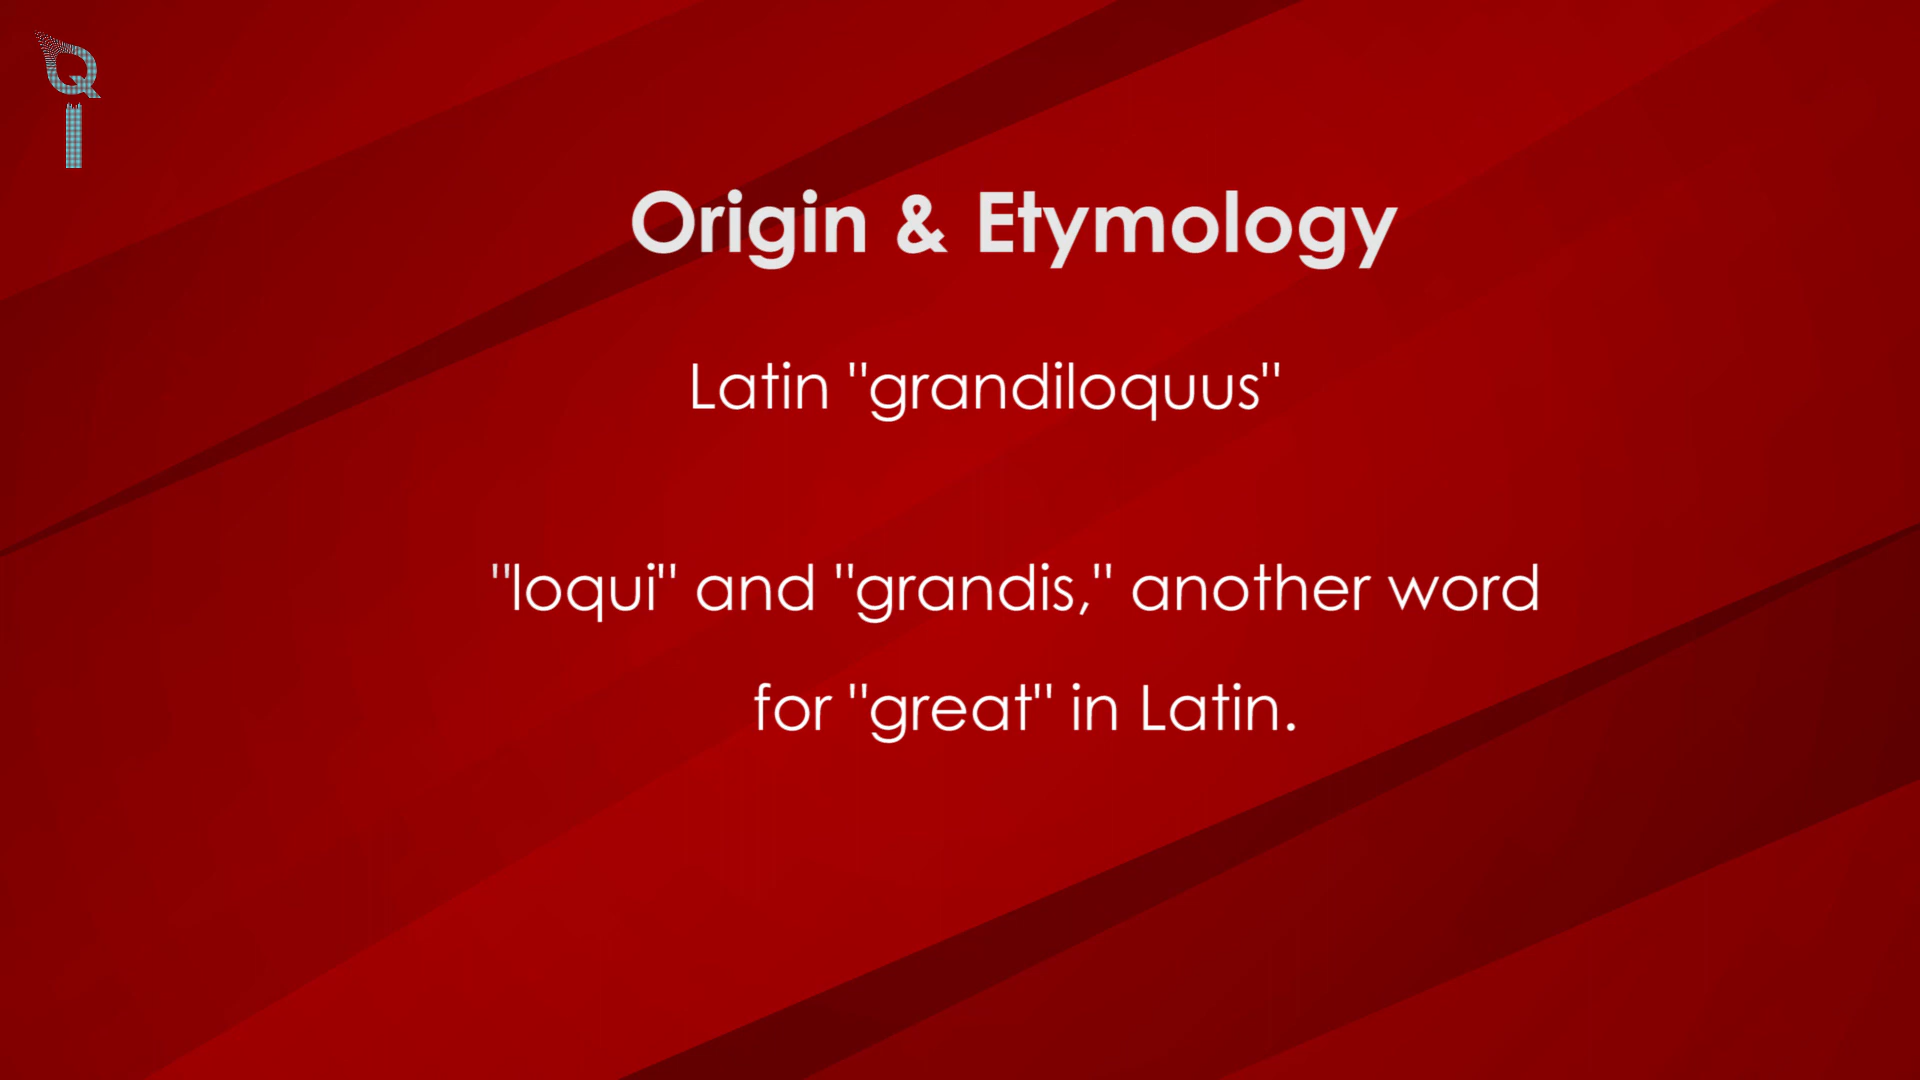 Q
I
Origin & Etymology
Latin "grandiloquus"
"loqui" and "grandis," another word
for "great" in Latin.